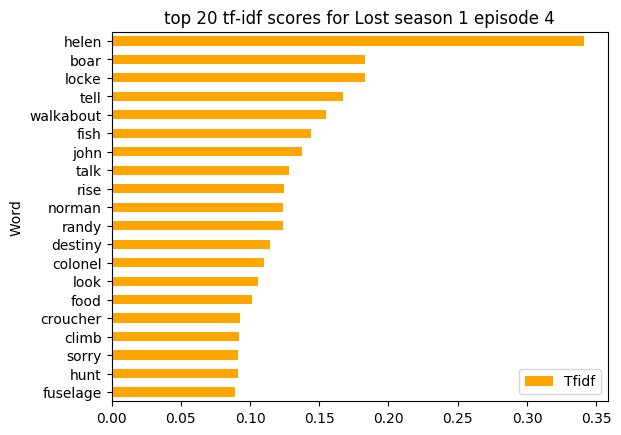 top 20 tf-idf scores for Lost season 1 episode 4
helen
boar
locke
tell
walkabout
fish
john
talk
rise
norman
randy
destiny
colonel
look
food
croucher
climb
sorry
hunt
fuselage
Word
Tfidf
0.00 0.05 0.10 0.15 0.20 0.25 0.30 0.35